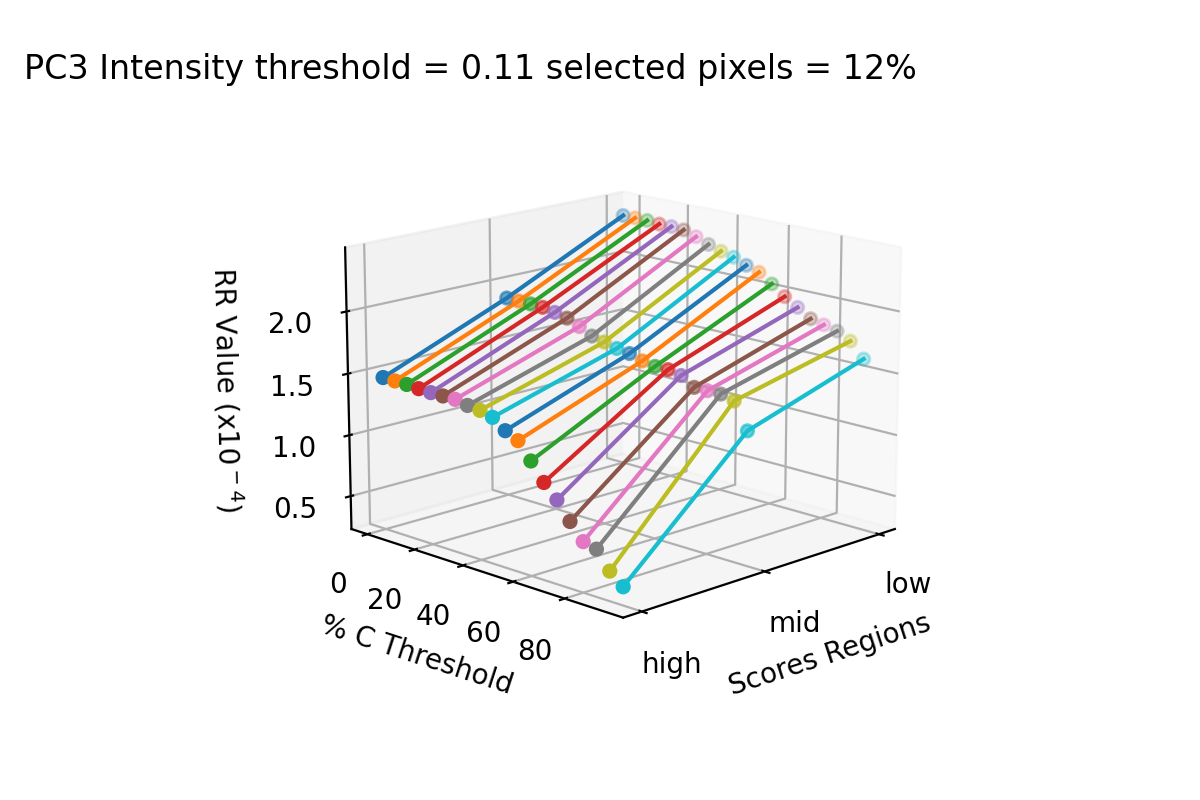 PC3 Intensity threshold = 0.11 selected pixels = 12%
RR Value (x10⁻⁴)
2.0
1.5
1.0
0.5
0
20
40
60
80
% C Threshold
high
mid
low
Scores Regions